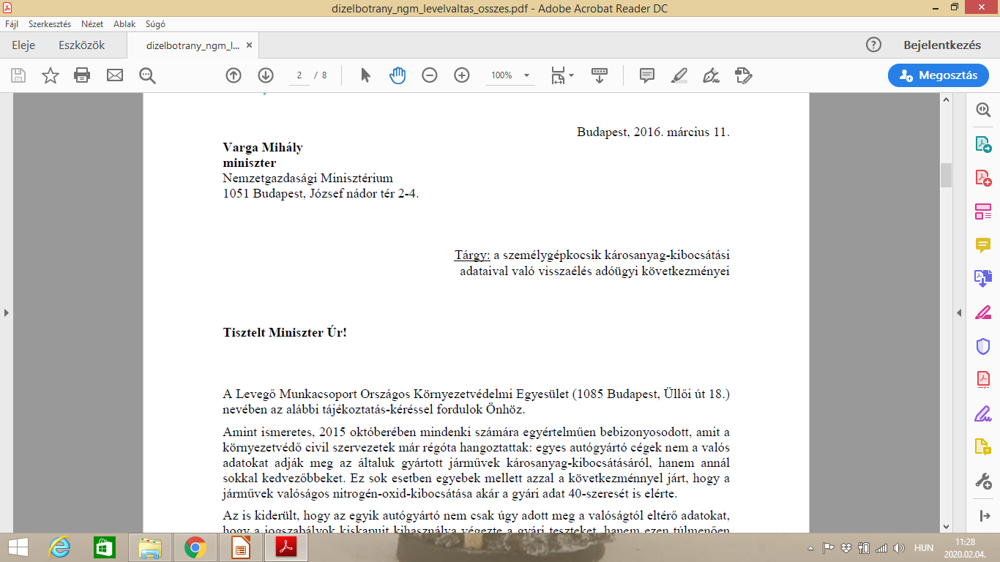 dizelbotrany_ngm_levelvaltas_osszes.pdf - Adobe Acrobat Reader DC
Fájl Szerkesztés Nézet Ablak Súgó
Eleje Eszközök dizelbotrany_ngm_l... × Bejelentkezés
2 / 8 100% Megosztás
Budapest, 2016. március 11.
Varga Mihály
miniszter
Nemzetgazdasági Minisztérium
1051 Budapest, József nádor tér 2-4.
Tárgy: a személygépkocsik károsanyag-kibocsátási
adataival való visszaélés adóügyi következményei
Tisztelt Miniszter Úr!
A Levegő Munkacsoport Országos Környezetvédelmi Egyesület (1085 Budapest, Üllői út 18.)
nevében az alábbi tájékoztatás-kéréssel fordulok Önhöz.
Amint ismeretes, 2015 októberében mindenki számára egyértelműen bebizonyosodott, amit a
környezetvédő civil szervezetek már régóta hangoztattak: egyes autógyártó cégek nem a valós
adatokat adják meg az általuk gyártott járművek károsanyag-kibocsátásáról, hanem annál
sokkal kedvezőbbeket. Ez sok esetben egyebek mellett azzal a következménnyel járt, hogy a
járművek valóságos nitrogén-oxid-kibocsátása akár a gyári adat 40-szeresét is elérte.
Az is kiderült, hogy az egyik autógyártó nem csak úgy adott meg a valóságtól eltérő adatokat,
hogy a jogszabályok kiskapuit kihasználva végezte a gyári teszteket, hanem ezen túlmenően
HUN
11:28
2020.02.04.